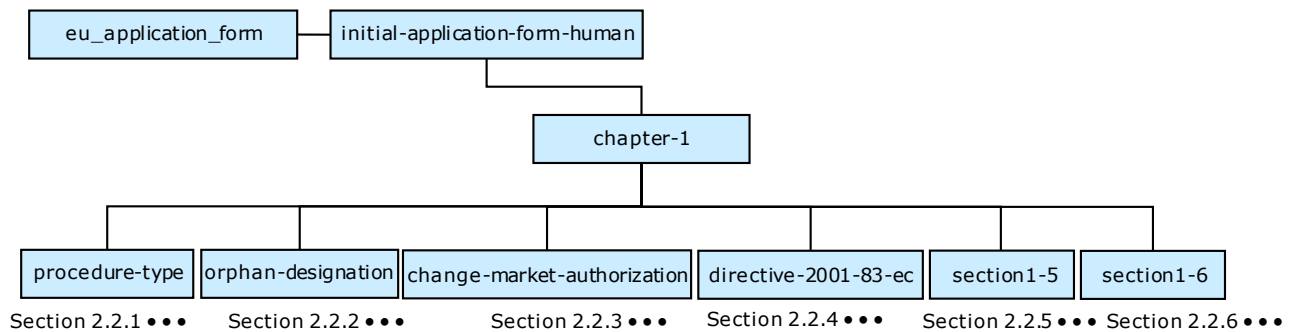 eu_application_form
initial-application-form-human
chapter-1
procedure-type
orphan-designation
change-market-authorization
directive-2001-83-ec
section1-5
section1-6
Section 2.2.1 •••
Section 2.2.2 •••
Section 2.2.3 •••
Section 2.2.4 •••
Section 2.2.5 •••
Section 2.2.6 •••